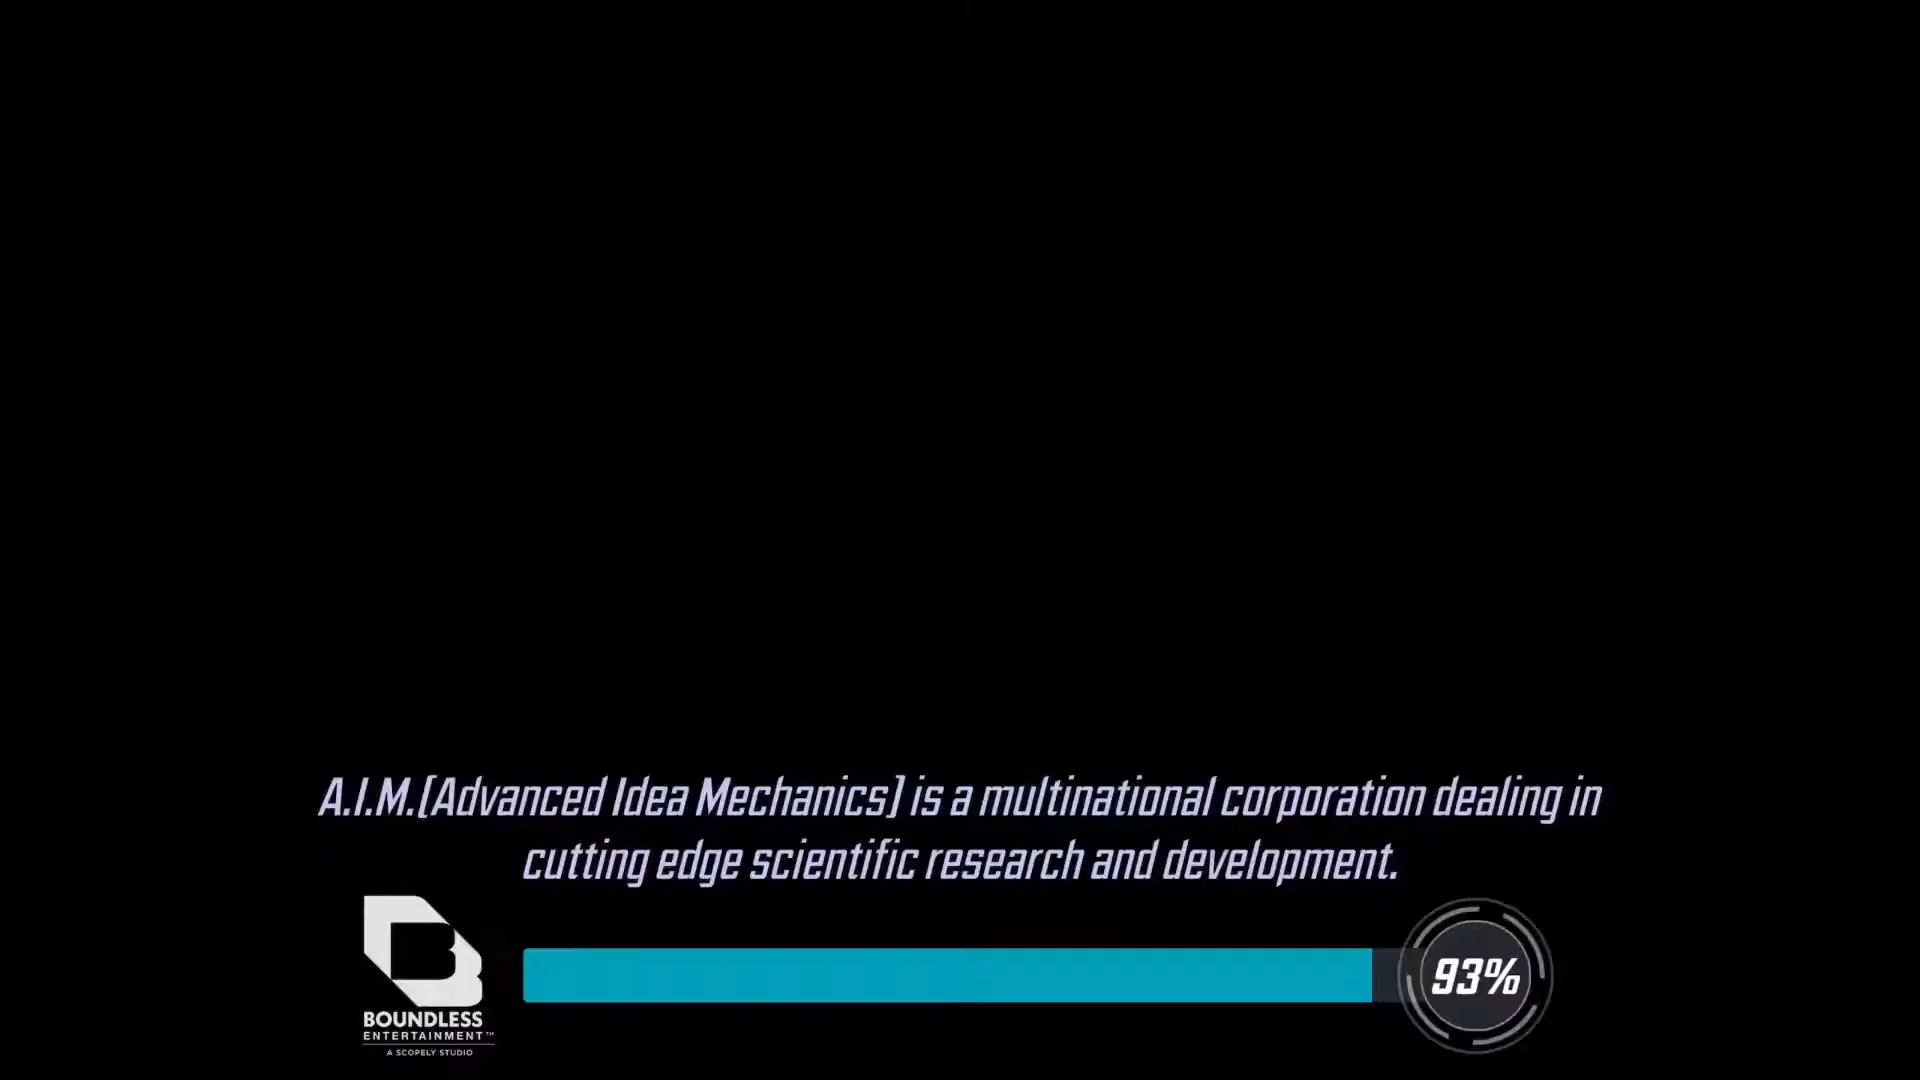 A.I.M.(Advanced Idea Mechanics) is a multinational corporation dealing in
cutting edge scientific research and development.
93%
BOUNDLESS
ENTERTAINMENT™
A SCOPELY STUDIO